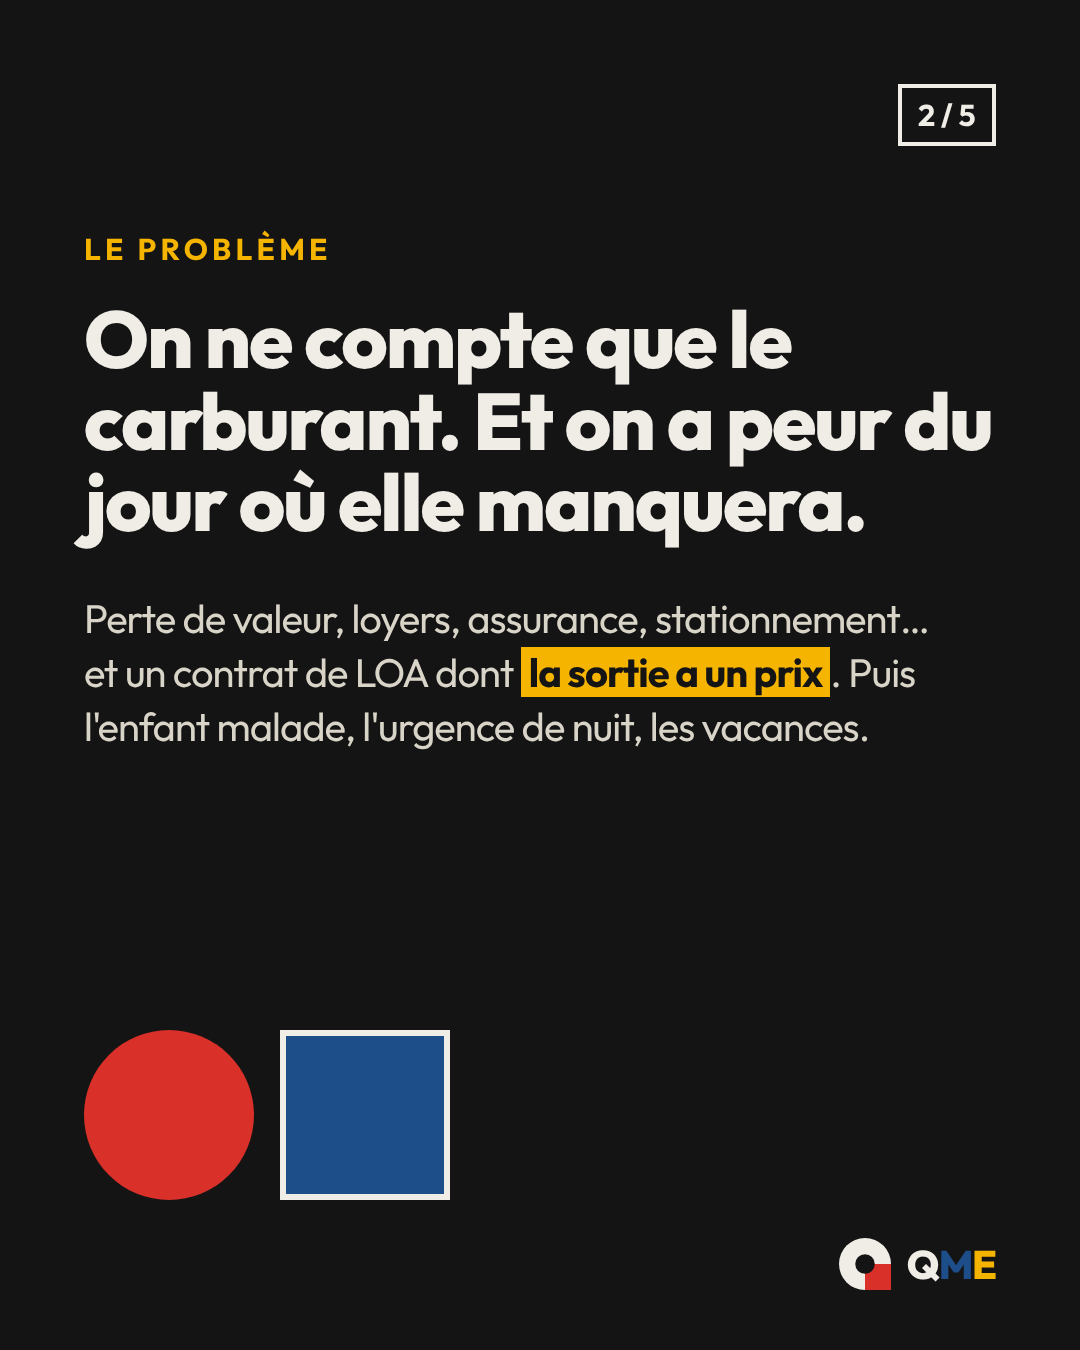 2 / 5
LE PROBLÈME
On ne compte que le
carburant. Et on a peur du
jour où elle manquera.
Perte de valeur, loyers, assurance, stationnement...
et un contrat de LOA dont la sortie a un prix. Puis
l'enfant malade, l'urgence de nuit, les vacances.
QME